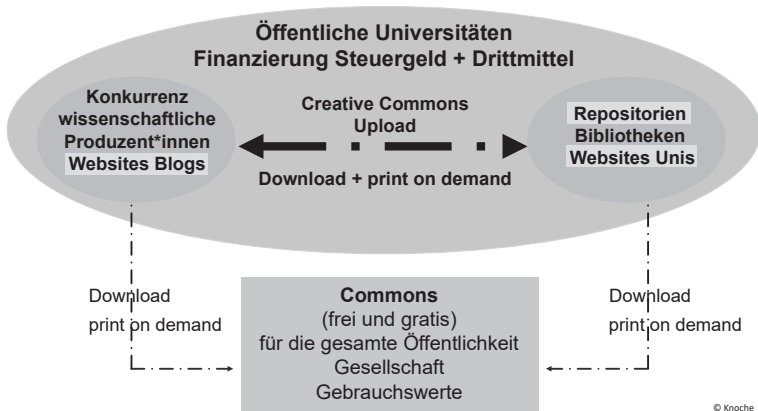 Öffentliche Universitäten
Finanzierung Steuergeld + Drittmittel
Konkurrenz
wissenschaftliche
Produzent*innen
Websites Blogs
Creative Commons
Upload
Download + print on demand
Repositorien
Bibliotheken
Websites Unis
Download
print on demand
Commons
(frei und gratis)
für die gesamte Öffentlichkeit
Gesellschaft
Gebrauchswerte
Download
print on demand
© Knoche